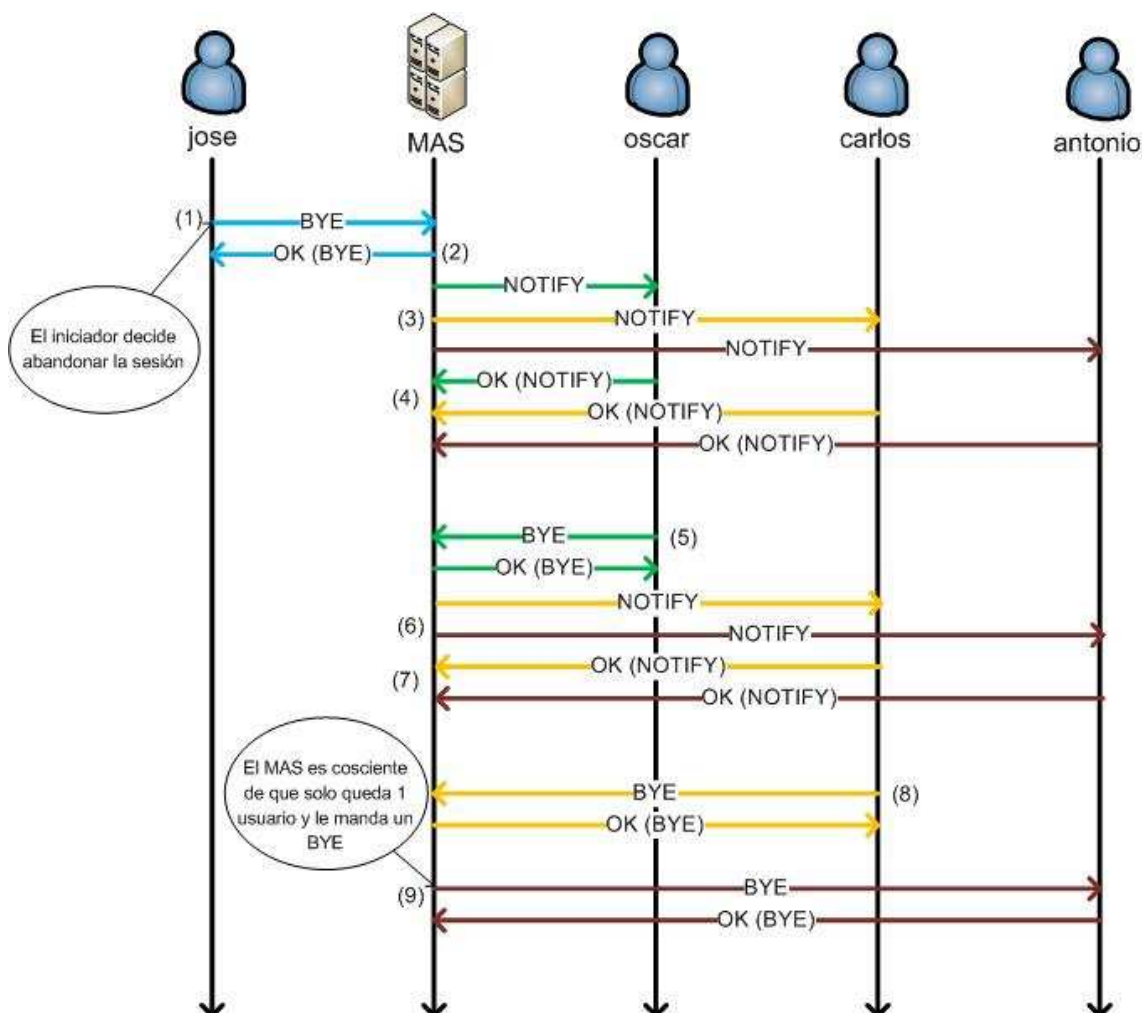 jose
MAS
oscar
carlos
antonio
(1)
BYE
OK (BYE)
(2)
El iniciador decide
abandonar la sesión
NOTIFY
(3)
NOTIFY
NOTIFY
OK (NOTIFY)
(4)
OK (NOTIFY)
OK (NOTIFY)
BYE
(5)
OK (BYE)
NOTIFY
(6)
NOTIFY
OK (NOTIFY)
(7)
OK (NOTIFY)
El MAS es cosciente
de que solo queda 1
usuario y le manda un
BYE
BYE
(8)
OK (BYE)
(9)
BYE
OK (BYE)